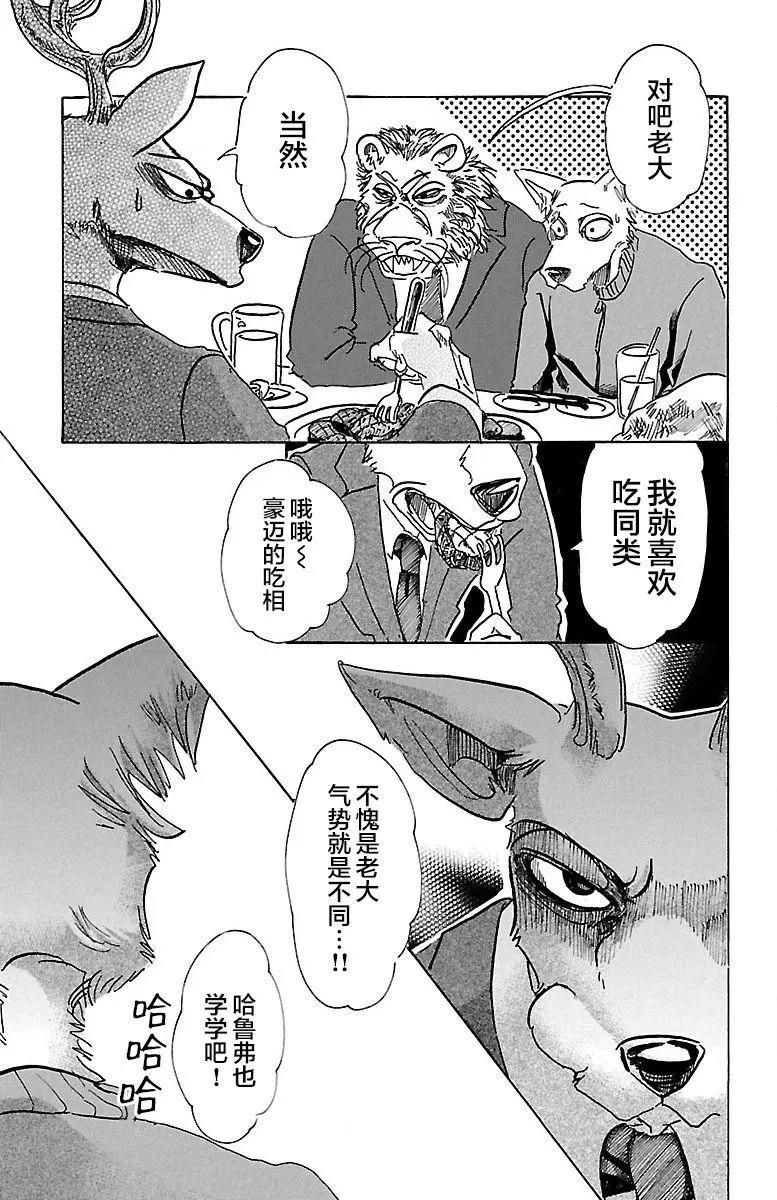 对吧老大
当然
我就喜欢
吃同类
哦哦~
豪迈的吃相
不愧是老大
气势就是不同…!!
哈鲁弗也
学学吧！
哈哈哈